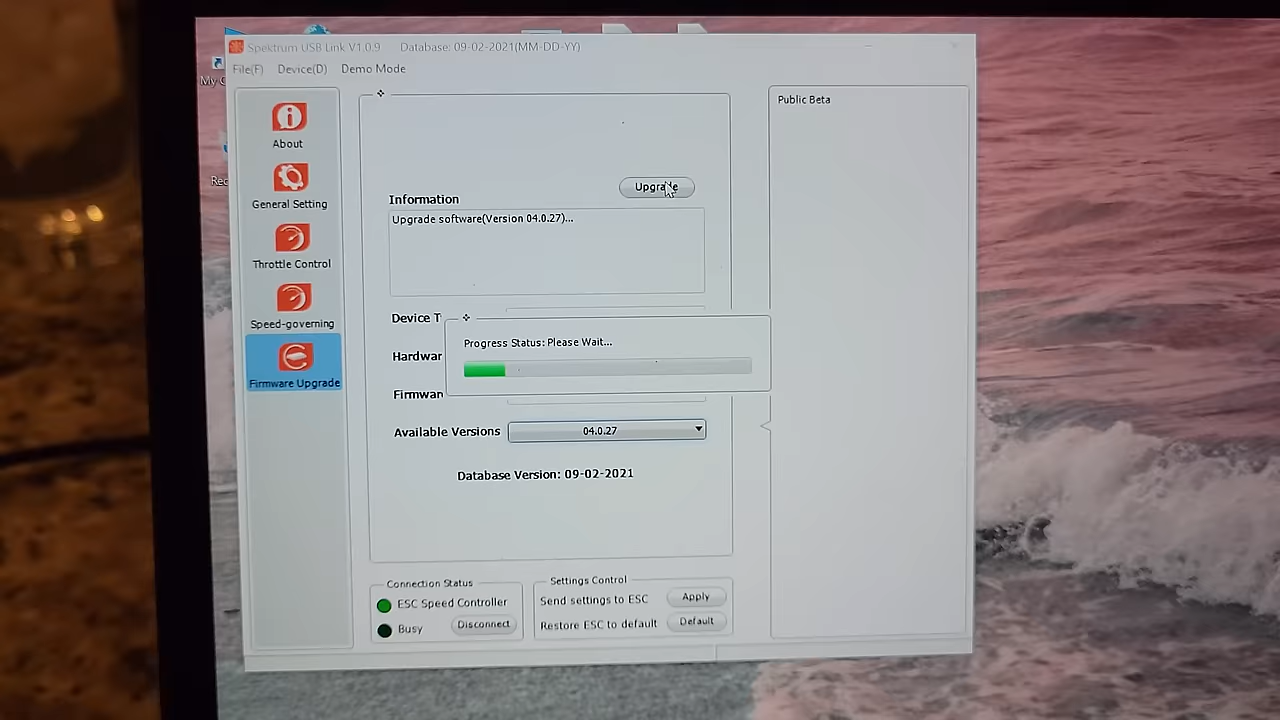 Spektrum USB Link V1.0.9 Database: 09-02-2021(MM-DD-YY)
File(F) Device(D) Demo Mode
About
General Setting
Throttle Control
Speed-governing
Firmware Upgrade
Upgrade
Information
Upgrade software(Version 04.0.27)...
Device T
Hardwar
Firmwar
Progress Status: Please Wait...
Available Versions 04.0.27
Database Version: 09-02-2021
Connection Status
ESC Speed Controller
Busy Disconnect
Settings Control
Send settings to ESC Apply
Restore ESC to default Default
Public Beta